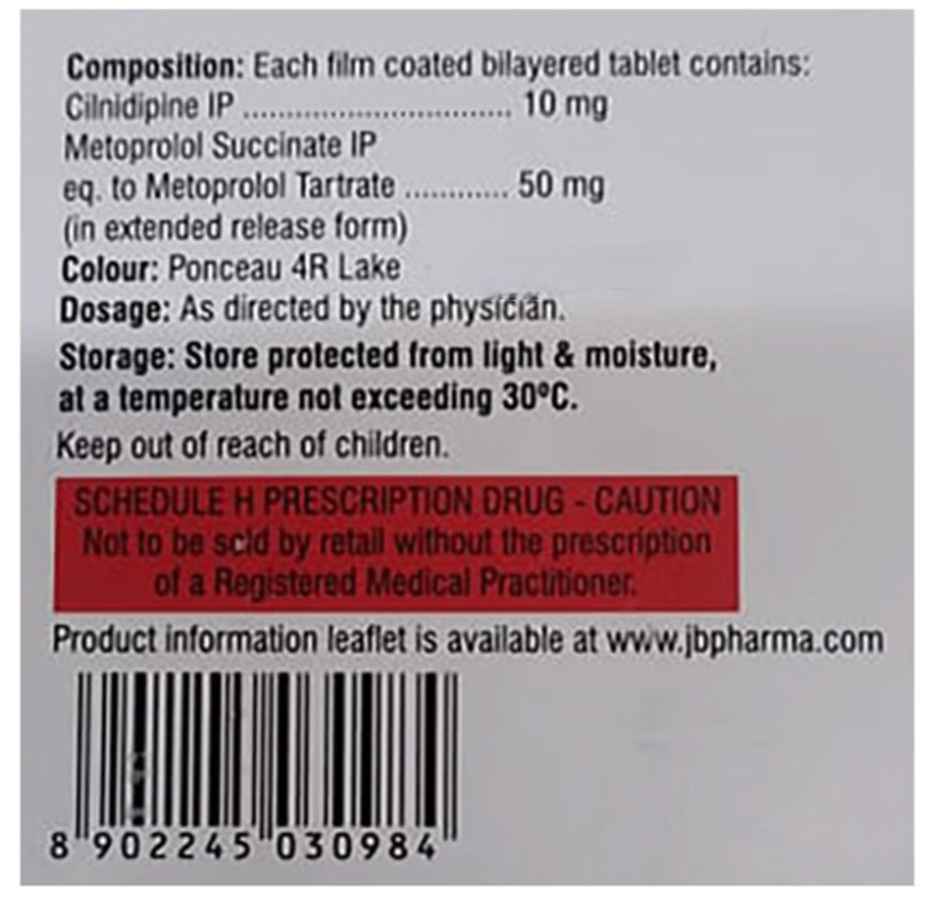 Composition: Each film coated bilayered tablet contains:
Cilnidipine IP ................................ 10 mg
Metoprolol Succinate IP
eq. to Metoprolol Tartrate ............ 50 mg
(in extended release form)
Colour: Ponceau 4R Lake
Dosage: As directed by the physician.
Storage: Store protected from light & moisture,
at a temperature not exceeding 30ºC.
Keep out of reach of children.
SCHEDULE H PRESCRIPTION DRUG - CAUTION
Not to be sold by retail without the prescription
of a Registered Medical Practitioner.
Product information leaflet is available at www.jbpharma.com
8 902245 030984